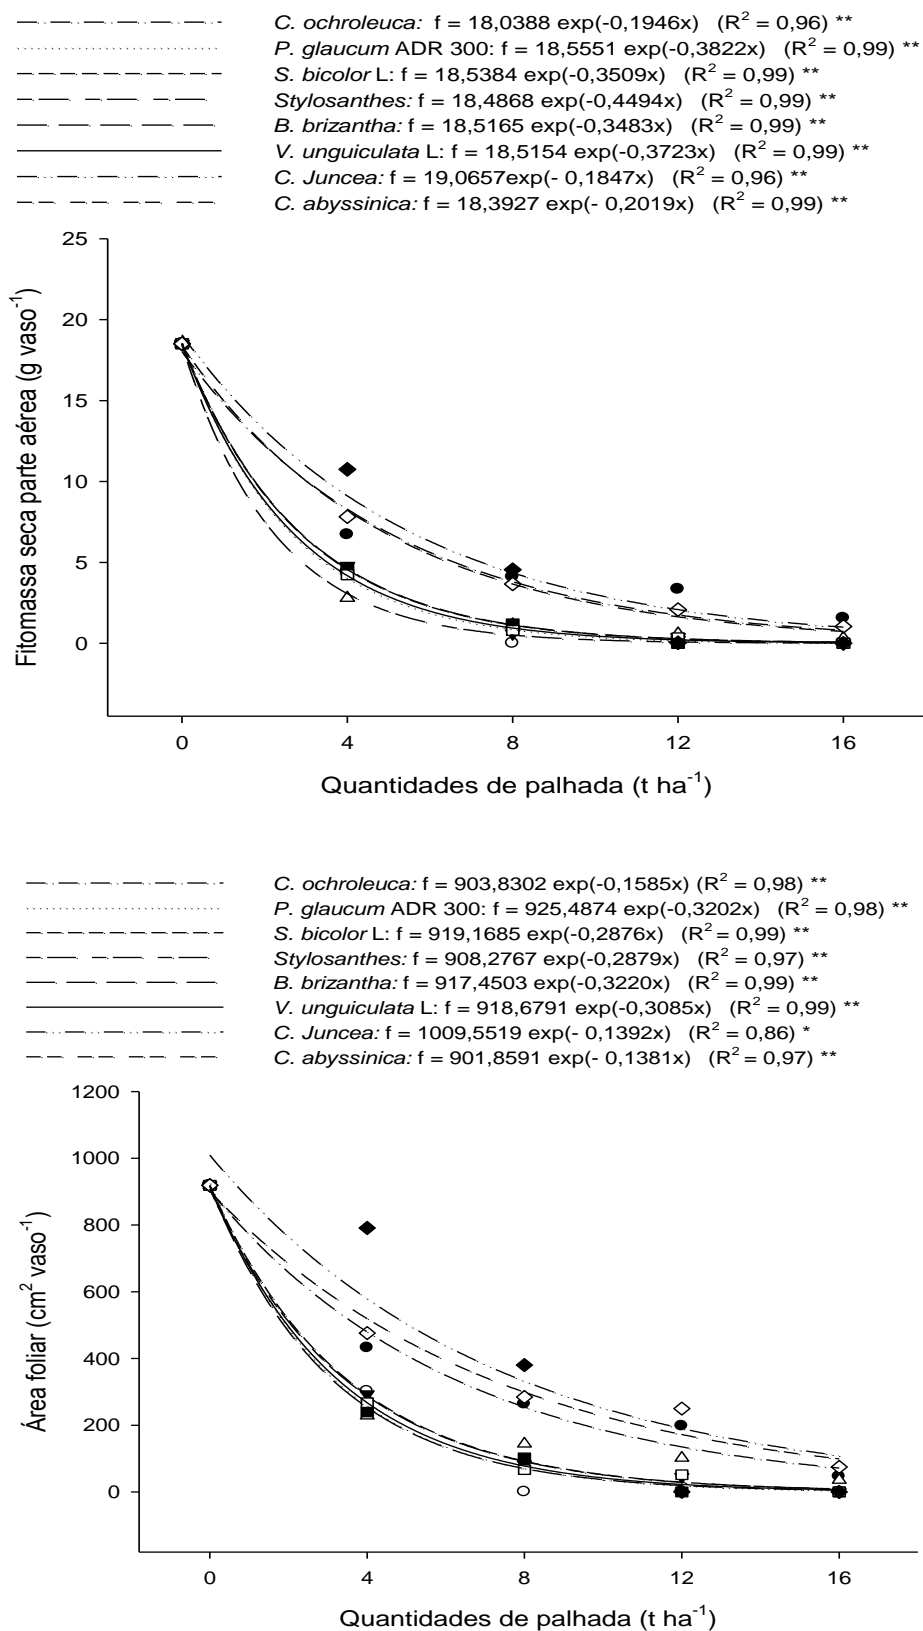 C. ochroleuca: f = 18,0388 exp(-0,1946x) (R² = 0,96) **
P. glaucum ADR 300: f = 18,5551 exp(-0,3822x) (R² = 0,99) **
S. bicolor L: f = 18,5384 exp(-0,3509x) (R² = 0,99) **
Stylosanthes: f = 18,4868 exp(-0,4494x) (R² = 0,99) **
B. brizantha: f = 18,5165 exp(-0,3483x) (R² = 0,99) **
V. unguiculata L: f = 18,5154 exp(-0,3723x) (R² = 0,99) **
C. Juncea: f = 19,0657exp(- 0,1847x) (R² = 0,96) **
C. abyssinica: f = 18,3927 exp(- 0,2019x) (R² = 0,99) **
Fitomassa seca parte aérea (g vaso⁻¹)
25
20
15
10
5
0
0 4 8 12 16
Quantidades de palhada (t ha⁻¹)
C. ochroleuca: f = 903,8302 exp(-0,1585x) (R² = 0,98) **
P. glaucum ADR 300: f = 925,4874 exp(-0,3202x) (R² = 0,98) **
S. bicolor L: f = 919,1685 exp(-0,2876x) (R² = 0,99) **
Stylosanthes: f = 908,2767 exp(-0,2879x) (R² = 0,97) **
B. brizantha: f = 917,4503 exp(-0,3220x) (R² = 0,99) **
V. unguiculata L: f = 918,6791 exp(-0,3085x) (R² = 0,99) **
C. Juncea: f = 1009,5519 exp(- 0,1392x) (R² = 0,86) *
C. abyssinica: f = 901,8591 exp(- 0,1381x) (R² = 0,97) **
Área foliar (cm² vaso⁻¹)
1200
1000
800
600
400
200
0
0 4 8 12 16
Quantidades de palhada (t ha⁻¹)